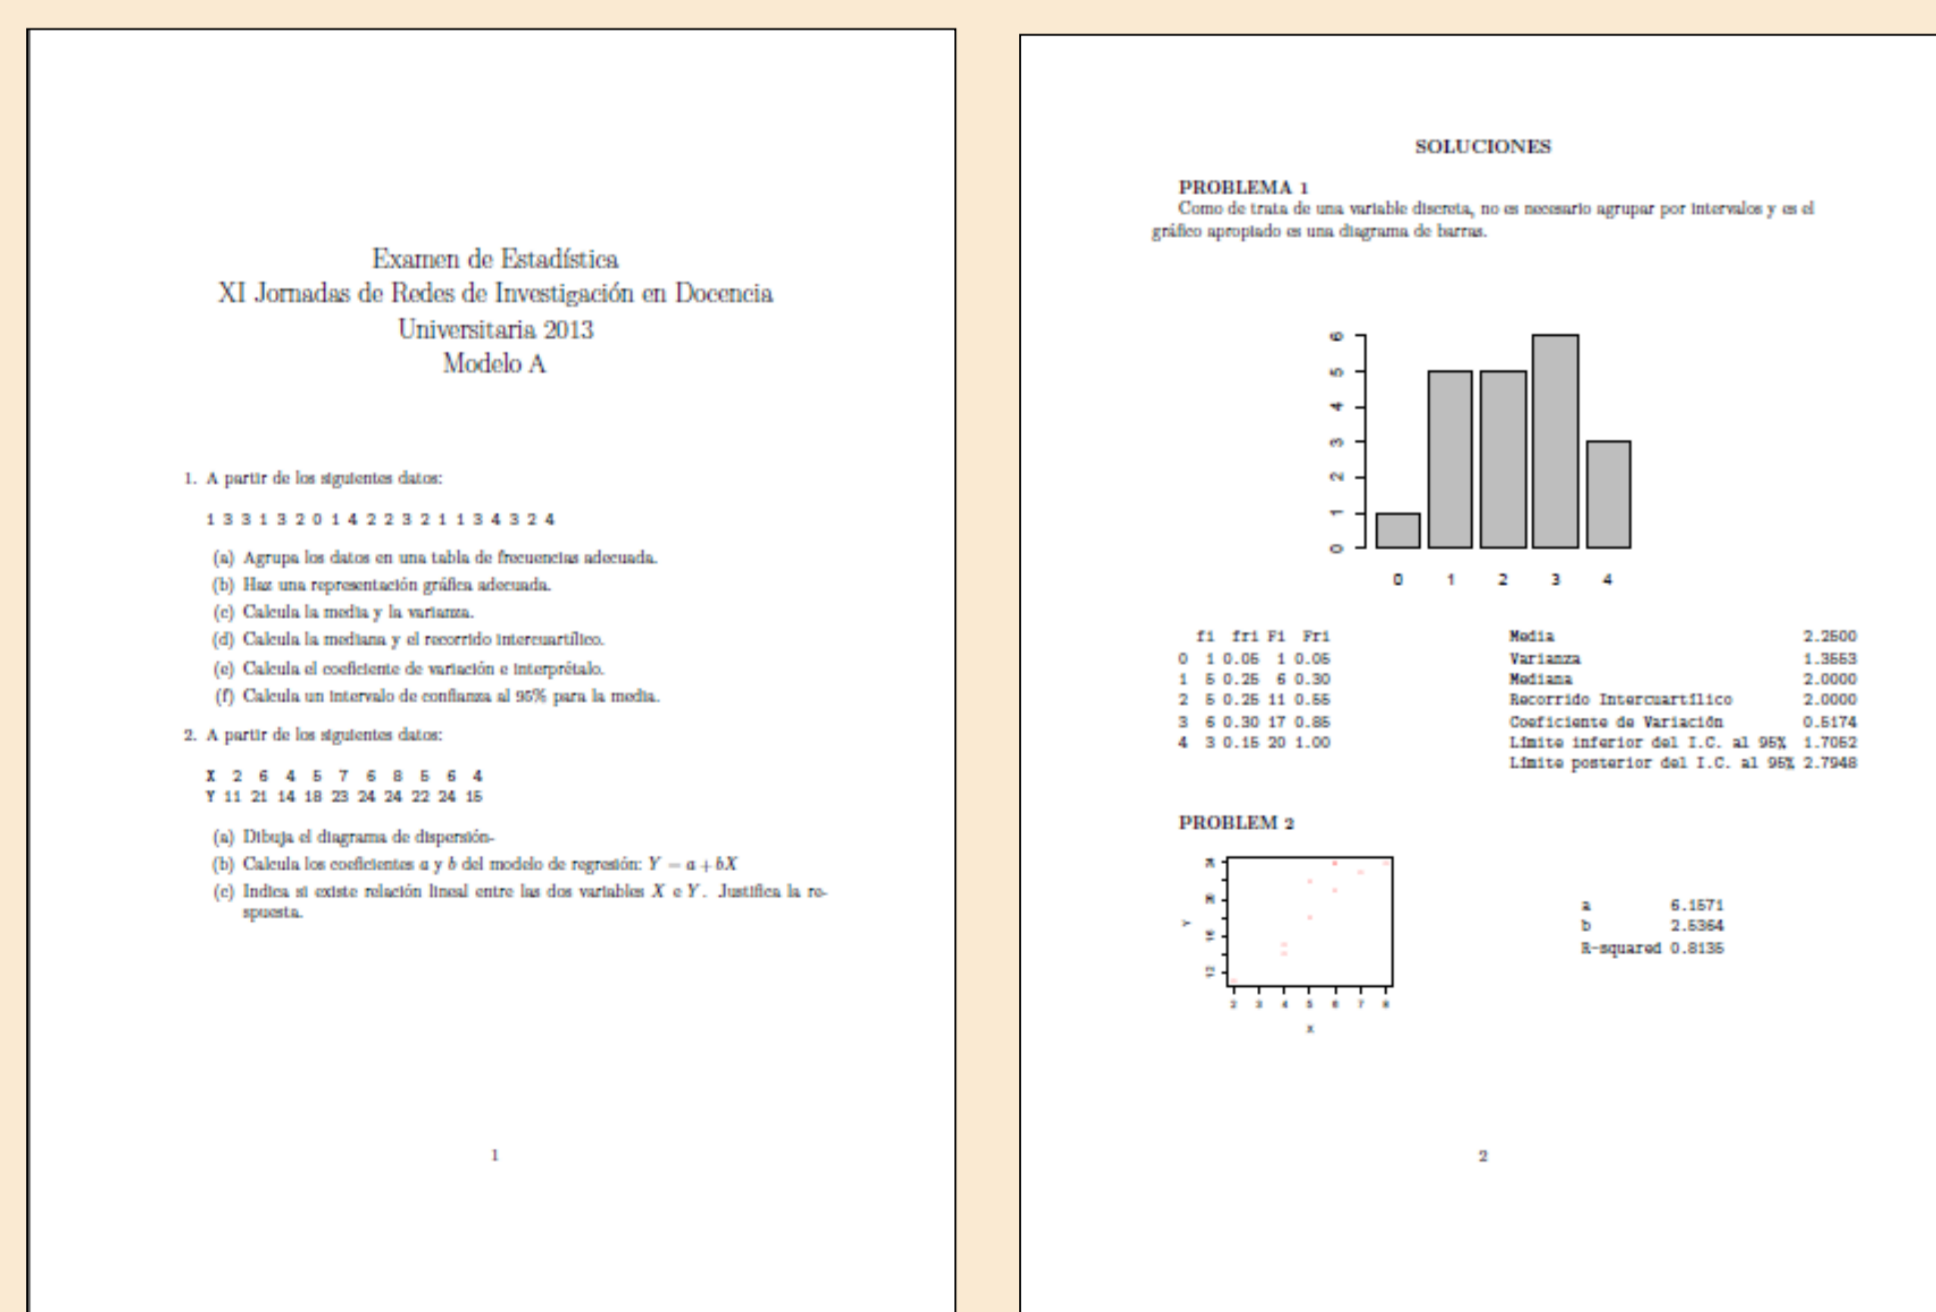 Examen de Estadística
XI Jornadas de Redes de Investigación en Docencia
Universitaria 2013
Modelo A
1. A partir de los siguientes datos:
1 3 3 1 3 2 0 1 4 2 2 3 2 1 1 3 4 3 2 4
(a) Agrupa los datos en una tabla de frecuencias adecuada.
(b) Haz una representación gráfica adecuada.
(c) Calcula la media y la varianza.
(d) Calcula la mediana y el recorrido intercuartílico.
(e) Calcula el coeficiente de variación e interprétalo.
(f) Calcula un intervalo de confianza al 95% para la media.
2. A partir de los siguientes datos:
X 2 6 4 5 7 6 8 5 6 4
Y 11 21 14 18 23 24 24 22 24 15
(a) Dibuja el diagrama de dispersión-
(b) Calcula los coeficientes a y b del modelo de regresión: Y = a + bX
(c) Indica si existe relación lineal entre las dos variables X e Y. Justifica la re-
spuesta.
1
SOLUCIONES
PROBLEMA 1
Como de trata de una variable discreta, no es necesario agrupar por intervalos y es el
gráfico apropiado es una diagrama de barras.
6
5
4
3
2
1
0
0 1 2 3 4
fi fri Fi Fri
0 1 0.05 1 0.05
1 5 0.25 6 0.30
2 5 0.25 11 0.55
3 6 0.30 17 0.85
4 3 0.15 20 1.00
Media 2.2500
Varianza 1.3553
Mediana 2.0000
Recorrido Intercuartílico 2.0000
Coeficiente de Variación 0.5174
Límite inferior del I.C. al 95% 1.7052
Límite posterior del I.C. al 95% 2.7948
PROBLEM 2
24
20
16
12
Y
2 3 4 5 6 7 8
X
a 6.1571
b 2.5364
R-squared 0.8135
2